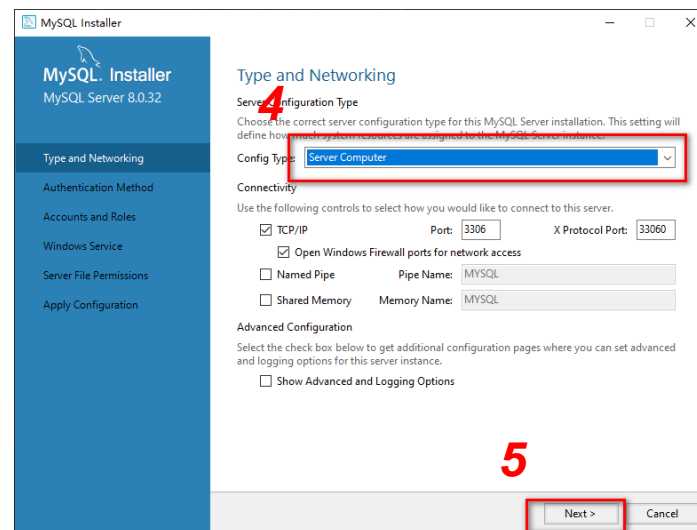 MySQL Installer
MySQL. Installer
MySQL Server 8.0.32
Type and Networking
Authentication Method
Accounts and Roles
Windows Service
Server File Permissions
Apply Configuration
Type and Networking
4
Server Configuration Type
Choose the correct server configuration type for this MySQL Server installation. This setting will
define how much system resources are assigned to the MySQL Server instance.
Config Type: Server Computer
Connectivity
Use the following controls to select how you would like to connect to this server.
TCP/IP Port: 3306 X Protocol Port: 33060
Open Windows Firewall ports for network access
Named Pipe Pipe Name: MYSQL
Shared Memory Memory Name: MYSQL
Advanced Configuration
Select the check box below to get additional configuration pages where you can set advanced
and logging options for this server instance.
Show Advanced and Logging Options
5
Next > Cancel